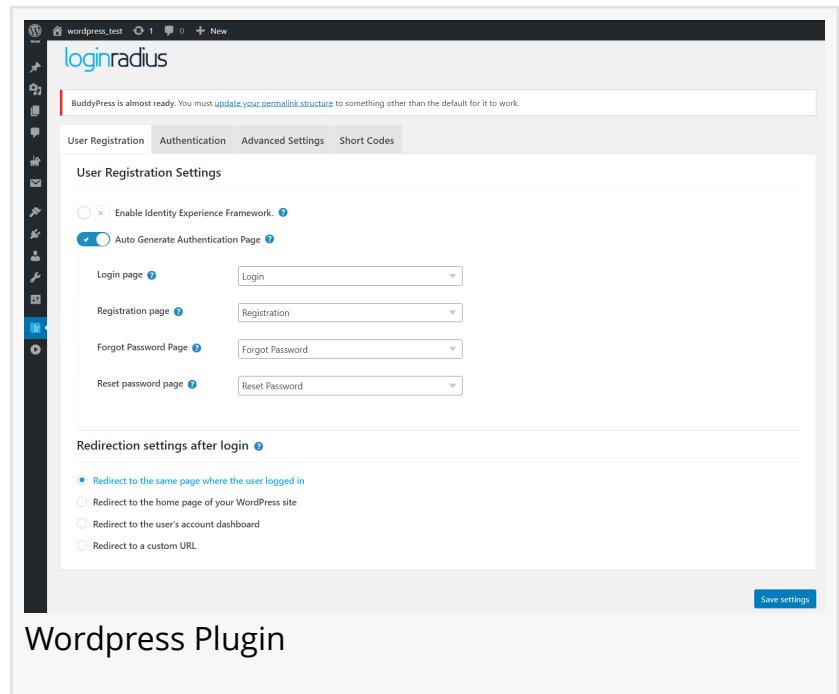 wordpress_test 1 0 + New
loginradius
BuddyPress is almost ready. You must update your permalink structure to something other than the default for it to work.
User Registration Authentication Advanced Settings Short Codes
User Registration Settings
Enable Identity Experience Framework. ?
Auto Generate Authentication Page ?
Login page ? Login
Registration page ? Registration
Forgot Password Page ? Forgot Password
Reset password page ? Reset Password
Redirection settings after login ?
Redirect to the same page where the user logged in
Redirect to the home page of your WordPress site
Redirect to the user's account dashboard
Redirect to a custom URL
Save settings
Wordpress Plugin